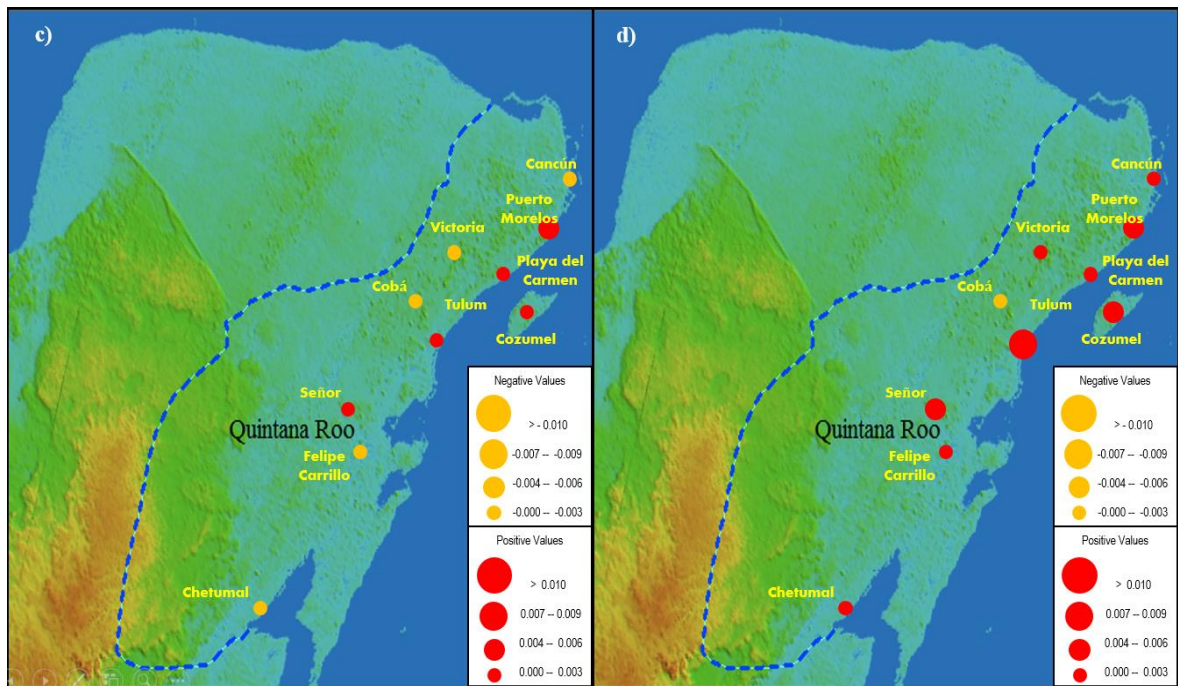 c)
Cancún
Puerto
Morelos
Victoria
Playa del
Carmen
Cobá
Tulum
Cozumel
Señor
Quintana Roo
Felipe
Carrillo
Chetumal
Negative Values
> - 0.010
-0.007 -- -0.009
-0.004 -- -0.006
-0.000 -- -0.003
Positive Values
> 0.010
0.007 -- 0.009
0.004 -- 0.006
0.000 -- 0.003
d)
Cancún
Puerto
Morelos
Victoria
Playa del
Carmen
Cobá
Tulum
Cozumel
Señor
Quintana Roo
Felipe
Carrillo
Chetumal
Negative Values
> - 0.010
-0.007 -- -0.009
-0.004 -- -0.006
-0.000 -- -0.003
Positive Values
> 0.010
0.007 -- 0.009
0.004 -- 0.006
0.000 -- 0.003